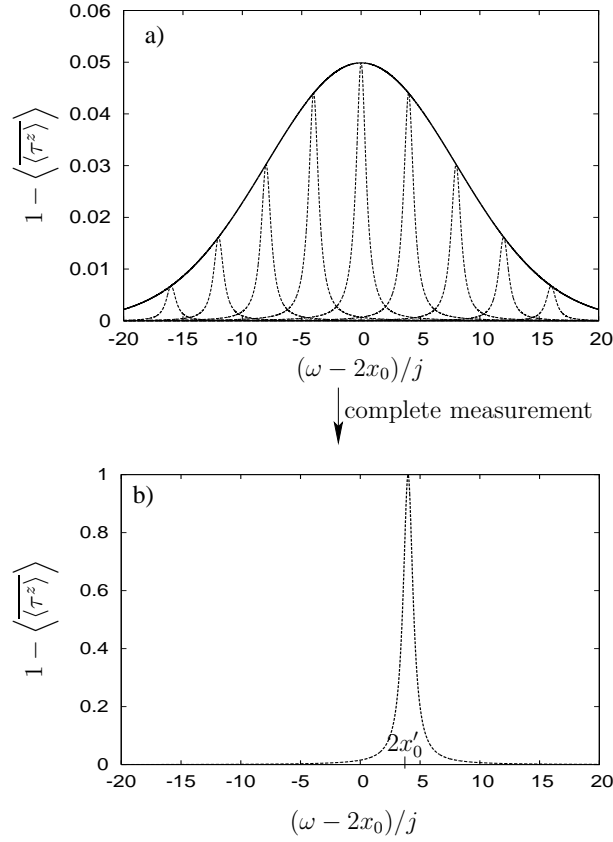 a)
1 − ⟨⟨τ^z⟩⟩
0.06
0.05
0.04
0.03
0.02
0.01
0
-20 -15 -10 -5 0 5 10 15 20
(ω − 2x₀)/j
complete measurement
b)
1 − ⟨⟨τ^z⟩⟩
1
0.8
0.6
0.4
0.2
0
2x₀′
-20 -15 -10 -5 0 5 10 15 20
(ω − 2x₀)/j